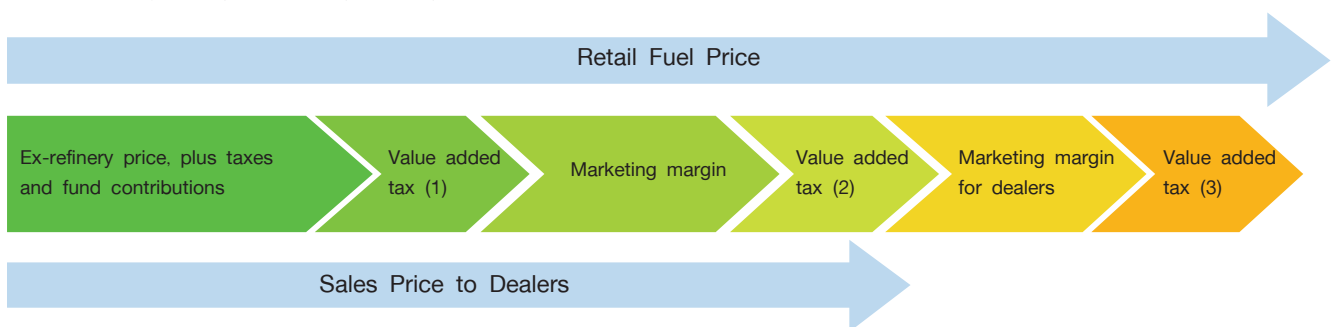 Retail Fuel Price
Ex-refinery price, plus taxes
and fund contributions
Value added
tax (1)
Marketing margin
Value added
tax (2)
Marketing margin
for dealers
Value added
tax (3)
Sales Price to Dealers